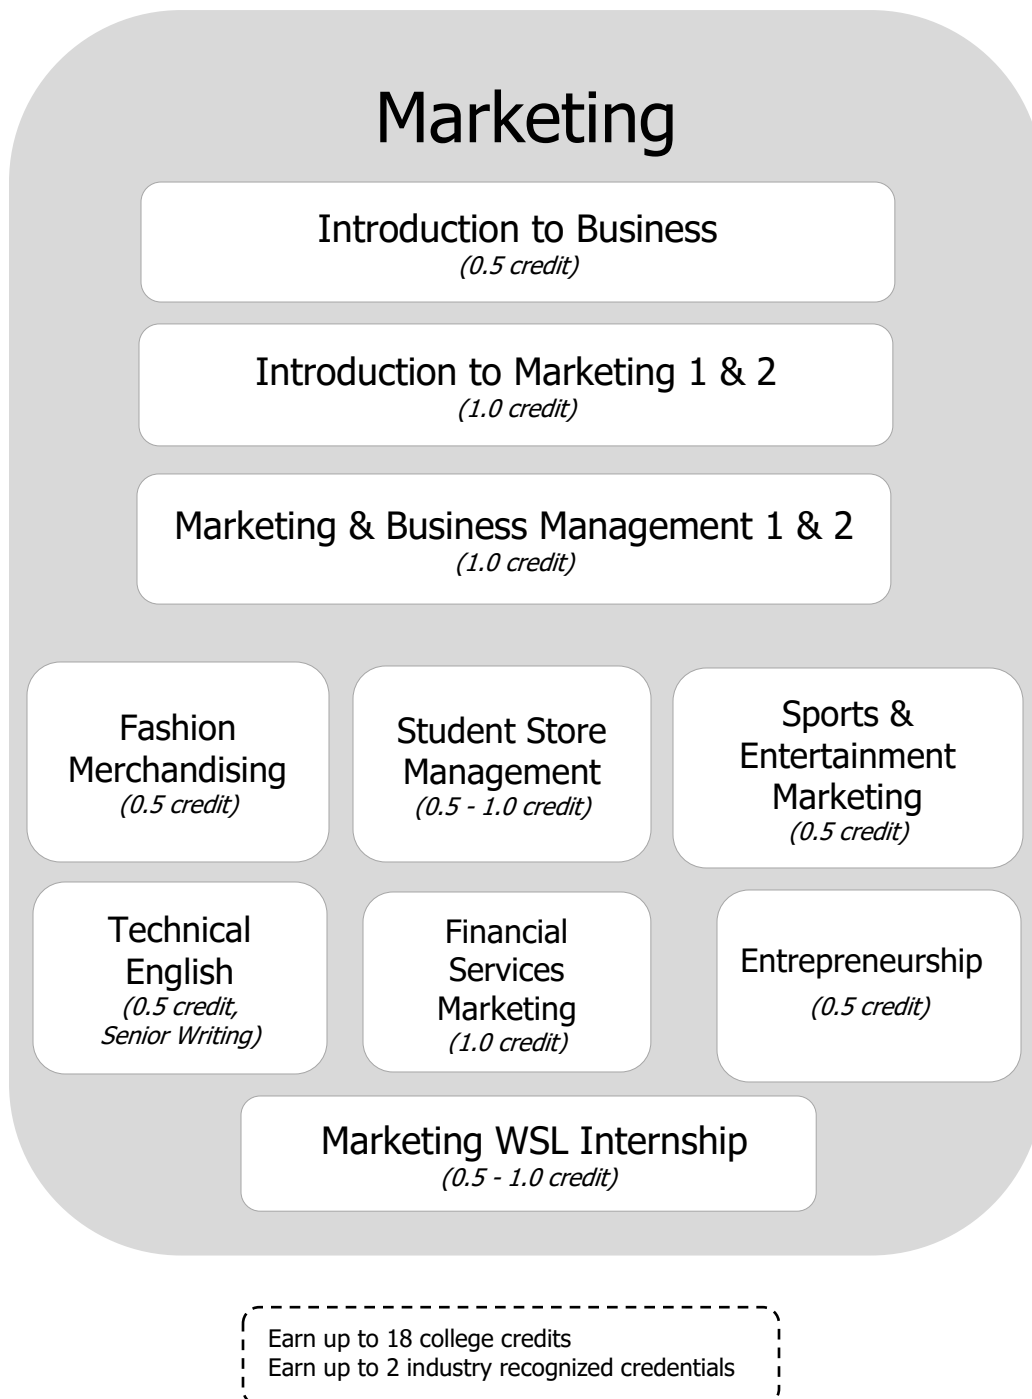 Marketing
Introduction to Business
(0.5 credit)
Introduction to Marketing 1 & 2
(1.0 credit)
Marketing & Business Management 1 & 2
(1.0 credit)
Fashion
Merchandising
(0.5 credit)
Student Store
Management
(0.5 - 1.0 credit)
Sports &
Entertainment
Marketing
(0.5 credit)
Technical
English
(0.5 credit,
Senior Writing)
Financial
Services
Marketing
(1.0 credit)
Entrepreneurship
(0.5 credit)
Marketing WSL Internship
(0.5 - 1.0 credit)
Earn up to 18 college credits
Earn up to 2 industry recognized credentials